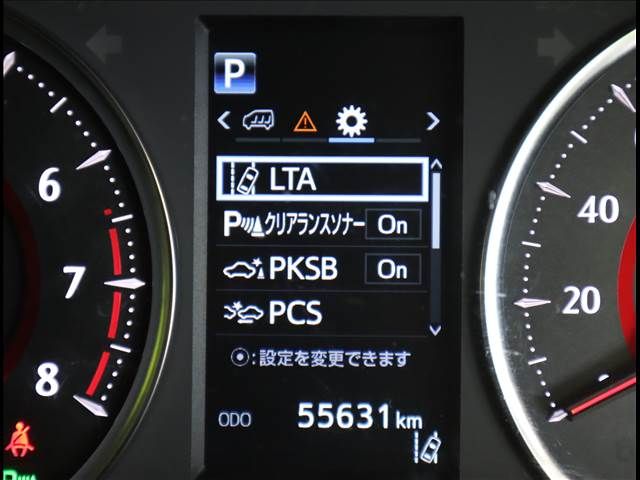 P
LTA
P クリアランスソナー On
PKSB On
PCS
:設定を変更できます
ODO 55631 km
6
7
8
40
20